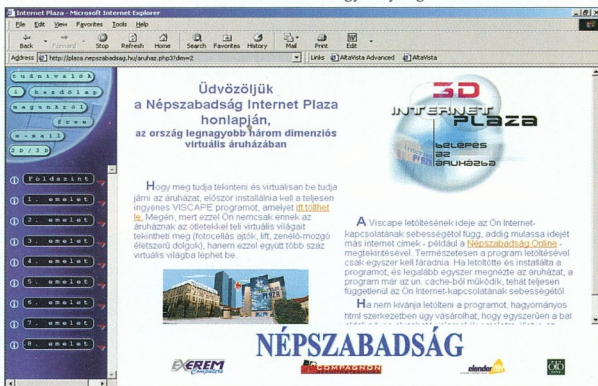 Internet Plaza - Microsoft Internet Explorer
File Edit View Favorites Tools Help
Back Forward Stop Refresh Home Search Favorites History Mail Print Edit
Address http://plaza.nepszabadsag.hu/aruhaz.php3?dmv=2 Links AltaVista Advanced AltaVista
tudnivalók
kezdőlap
magunkról
free
e-mail
2D/3D
Földszint
1. emelet
2. emelet
3. emelet
4. emelet
5. emelet
6. emelet
7. emelet
8. emelet
Üdvözöljük
a Népszabadság Internet Plaza
honlapján,
az ország legnagyobb három dimenziós
virtuális áruházában
Hogy meg tudja tekinteni és virtuálisan be tudja
járni az áruházat, először installálnia kell a teljesen
ingyenes VISCAPE programot, amelyet itt tölthet
le. Megéri, mert ezzel Ön nemcsak ennek az
áruháznak az ötletekkel teli virtuális világait
tekintheti meg (fotocellás ajtók, lift, zenélő-mozgó
életszerű dolgok), hanem ezzel együtt több száz
virtuális világba léphet be.
3D
INTERNET
PLAZA
belépés
az
áruházba
A Viscape letöltésének ideje az Ön Internet-
kapcsolatának sebességétől függ, addig mulassa idejét
más internet címek - például a Népszabadság Online -
megtekintésével. Természetesen a program letöltésével
csak egyszer kell fáradnia. Ha letöltötte és installálta a
programot, és legalább egyszer megnézte az áruházat, a
program már az un. cache-ből működik, tehát teljesen
függetlenül az Ön Internet-kapcsolatának sebességétől.
Ha nem kívánja letölteni a programot, hagyományos
html szerkezetben úgy vásárolhat, hogy egyszerűen a bal
NÉPSZABADSÁG
EXEREM
Computers
COMPAGNON
elender